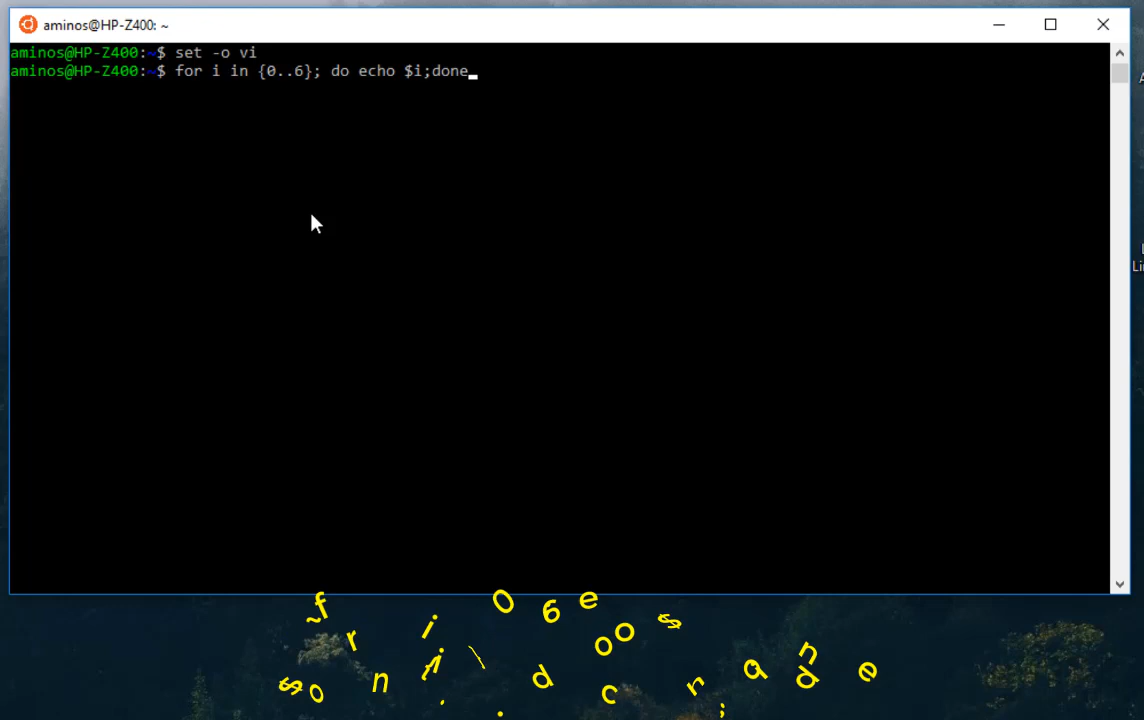 aminos@HP-Z400: ~
aminos@HP-Z400:~$ set -o vi
aminos@HP-Z400:~$ for i in {0..6}; do echo $i;done